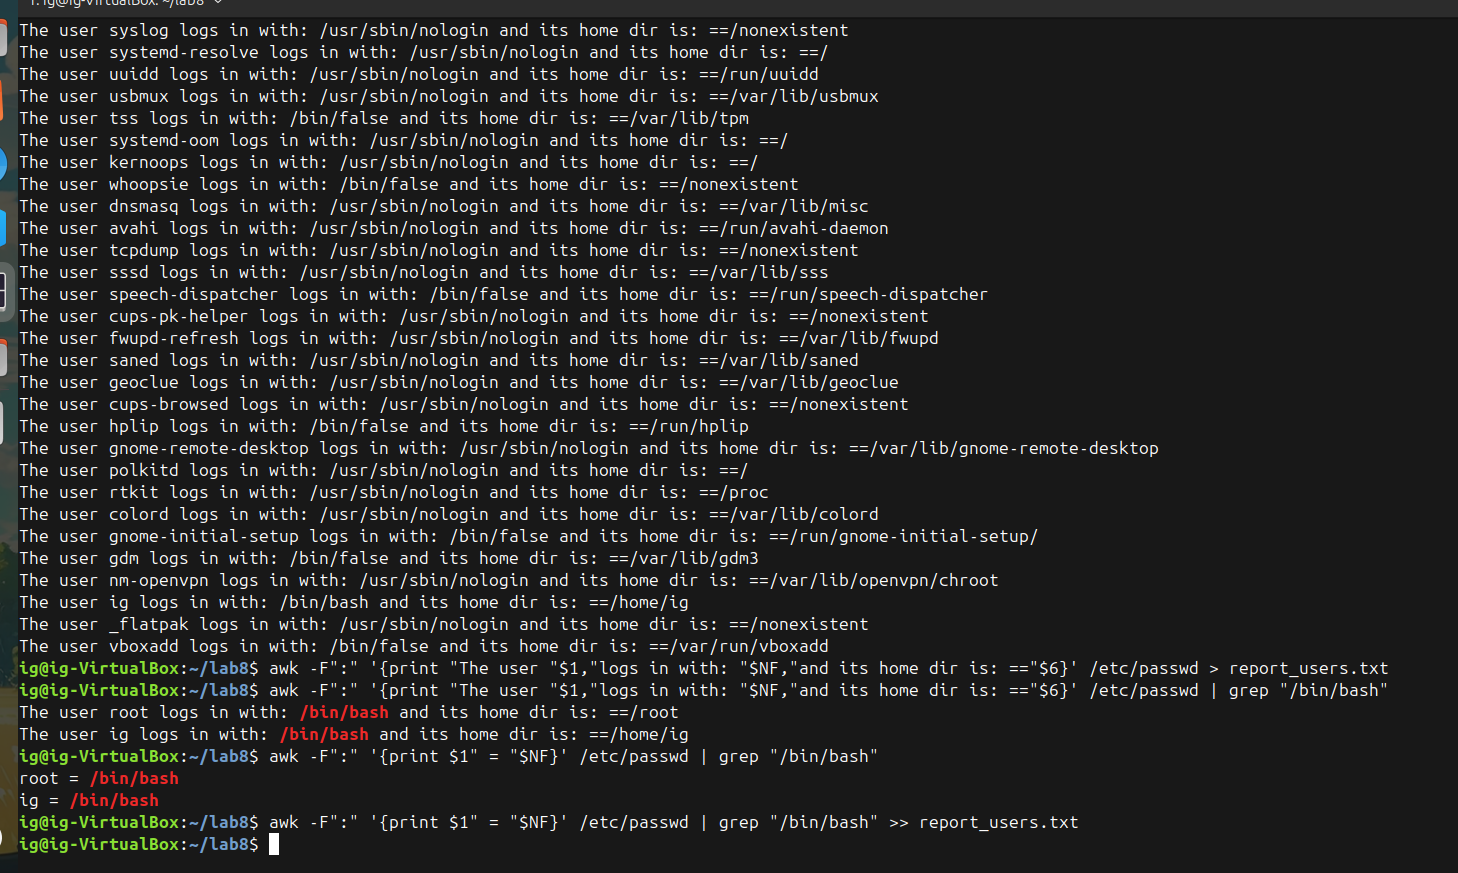 1: ig@ig-VirtualBox: ~/lab8
The user syslog logs in with: /usr/sbin/nologin and its home dir is: ==/nonexistent
The user systemd-resolve logs in with: /usr/sbin/nologin and its home dir is: ==/
The user uuidd logs in with: /usr/sbin/nologin and its home dir is: ==/run/uuidd
The user usbmux logs in with: /usr/sbin/nologin and its home dir is: ==/var/lib/usbmux
The user tss logs in with: /bin/false and its home dir is: ==/var/lib/tpm
The user systemd-oom logs in with: /usr/sbin/nologin and its home dir is: ==/
The user kernoops logs in with: /usr/sbin/nologin and its home dir is: ==/
The user whoopsie logs in with: /bin/false and its home dir is: ==/nonexistent
The user dnsmasq logs in with: /usr/sbin/nologin and its home dir is: ==/var/lib/misc
The user avahi logs in with: /usr/sbin/nologin and its home dir is: ==/run/avahi-daemon
The user tcpdump logs in with: /usr/sbin/nologin and its home dir is: ==/nonexistent
The user sssd logs in with: /usr/sbin/nologin and its home dir is: ==/var/lib/sss
The user speech-dispatcher logs in with: /bin/false and its home dir is: ==/run/speech-dispatcher
The user cups-pk-helper logs in with: /usr/sbin/nologin and its home dir is: ==/nonexistent
The user fwupd-refresh logs in with: /usr/sbin/nologin and its home dir is: ==/var/lib/fwupd
The user saned logs in with: /usr/sbin/nologin and its home dir is: ==/var/lib/saned
The user geoclue logs in with: /usr/sbin/nologin and its home dir is: ==/var/lib/geoclue
The user cups-browsed logs in with: /usr/sbin/nologin and its home dir is: ==/nonexistent
The user hplip logs in with: /bin/false and its home dir is: ==/run/hplip
The user gnome-remote-desktop logs in with: /usr/sbin/nologin and its home dir is: ==/var/lib/gnome-remote-desktop
The user polkitd logs in with: /usr/sbin/nologin and its home dir is: ==/
The user rtkit logs in with: /usr/sbin/nologin and its home dir is: ==/proc
The user colord logs in with: /usr/sbin/nologin and its home dir is: ==/var/lib/colord
The user gnome-initial-setup logs in with: /bin/false and its home dir is: ==/run/gnome-initial-setup/
The user gdm logs in with: /bin/false and its home dir is: ==/var/lib/gdm3
The user nm-openvpn logs in with: /usr/sbin/nologin and its home dir is: ==/var/lib/openvpn/chroot
The user ig logs in with: /bin/bash and its home dir is: ==/home/ig
The user _flatpak logs in with: /usr/sbin/nologin and its home dir is: ==/nonexistent
The user vboxadd logs in with: /bin/false and its home dir is: ==/var/run/vboxadd
ig@ig-VirtualBox:~/lab8$ awk -F":" '{print "The user "$1,"logs in with: "$NF,"and its home dir is: =="$6}' /etc/passwd > report_users.txt
ig@ig-VirtualBox:~/lab8$ awk -F":" '{print "The user "$1,"logs in with: "$NF,"and its home dir is: =="$6}' /etc/passwd | grep "/bin/bash"
The user root logs in with: /bin/bash and its home dir is: ==/root
The user ig logs in with: /bin/bash and its home dir is: ==/home/ig
ig@ig-VirtualBox:~/lab8$ awk -F":" '{print $1" = "$NF}' /etc/passwd | grep "/bin/bash"
root = /bin/bash
ig = /bin/bash
ig@ig-VirtualBox:~/lab8$ awk -F":" '{print $1" = "$NF}' /etc/passwd | grep "/bin/bash" >> report_users.txt
ig@ig-VirtualBox:~/lab8$